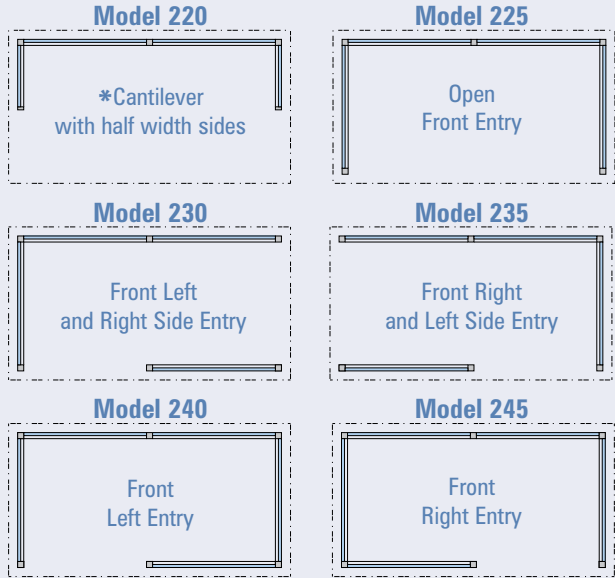 Model 220
*Cantilever
with half width sides
Model 225
Open
Front Entry
Model 230
Front Left
and Right Side Entry
Model 235
Front Right
and Left Side Entry
Model 240
Front
Left Entry
Model 245
Front
Right Entry